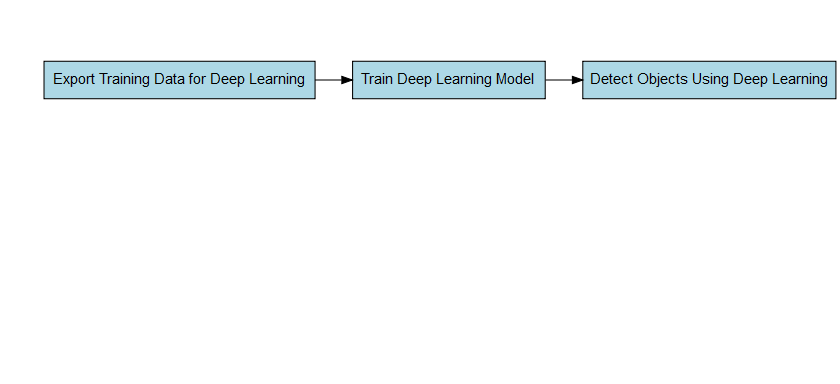 Export Training Data for Deep Learning
Train Deep Learning Model
Detect Objects Using Deep Learning